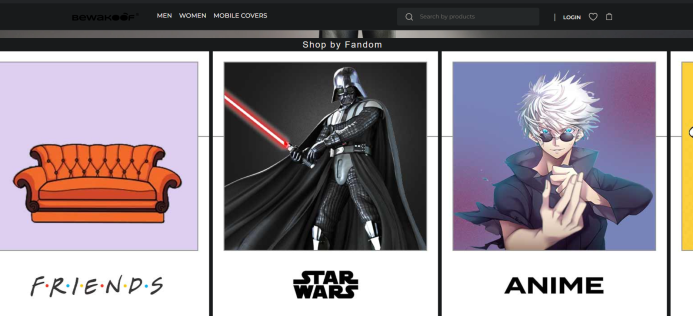 BEWAKOOF
MEN WOMEN MOBILE COVERS
Search by products
LOGIN
Shop by Fandom
F·R·I·E·N·D·S
STAR
WARS
ANIME